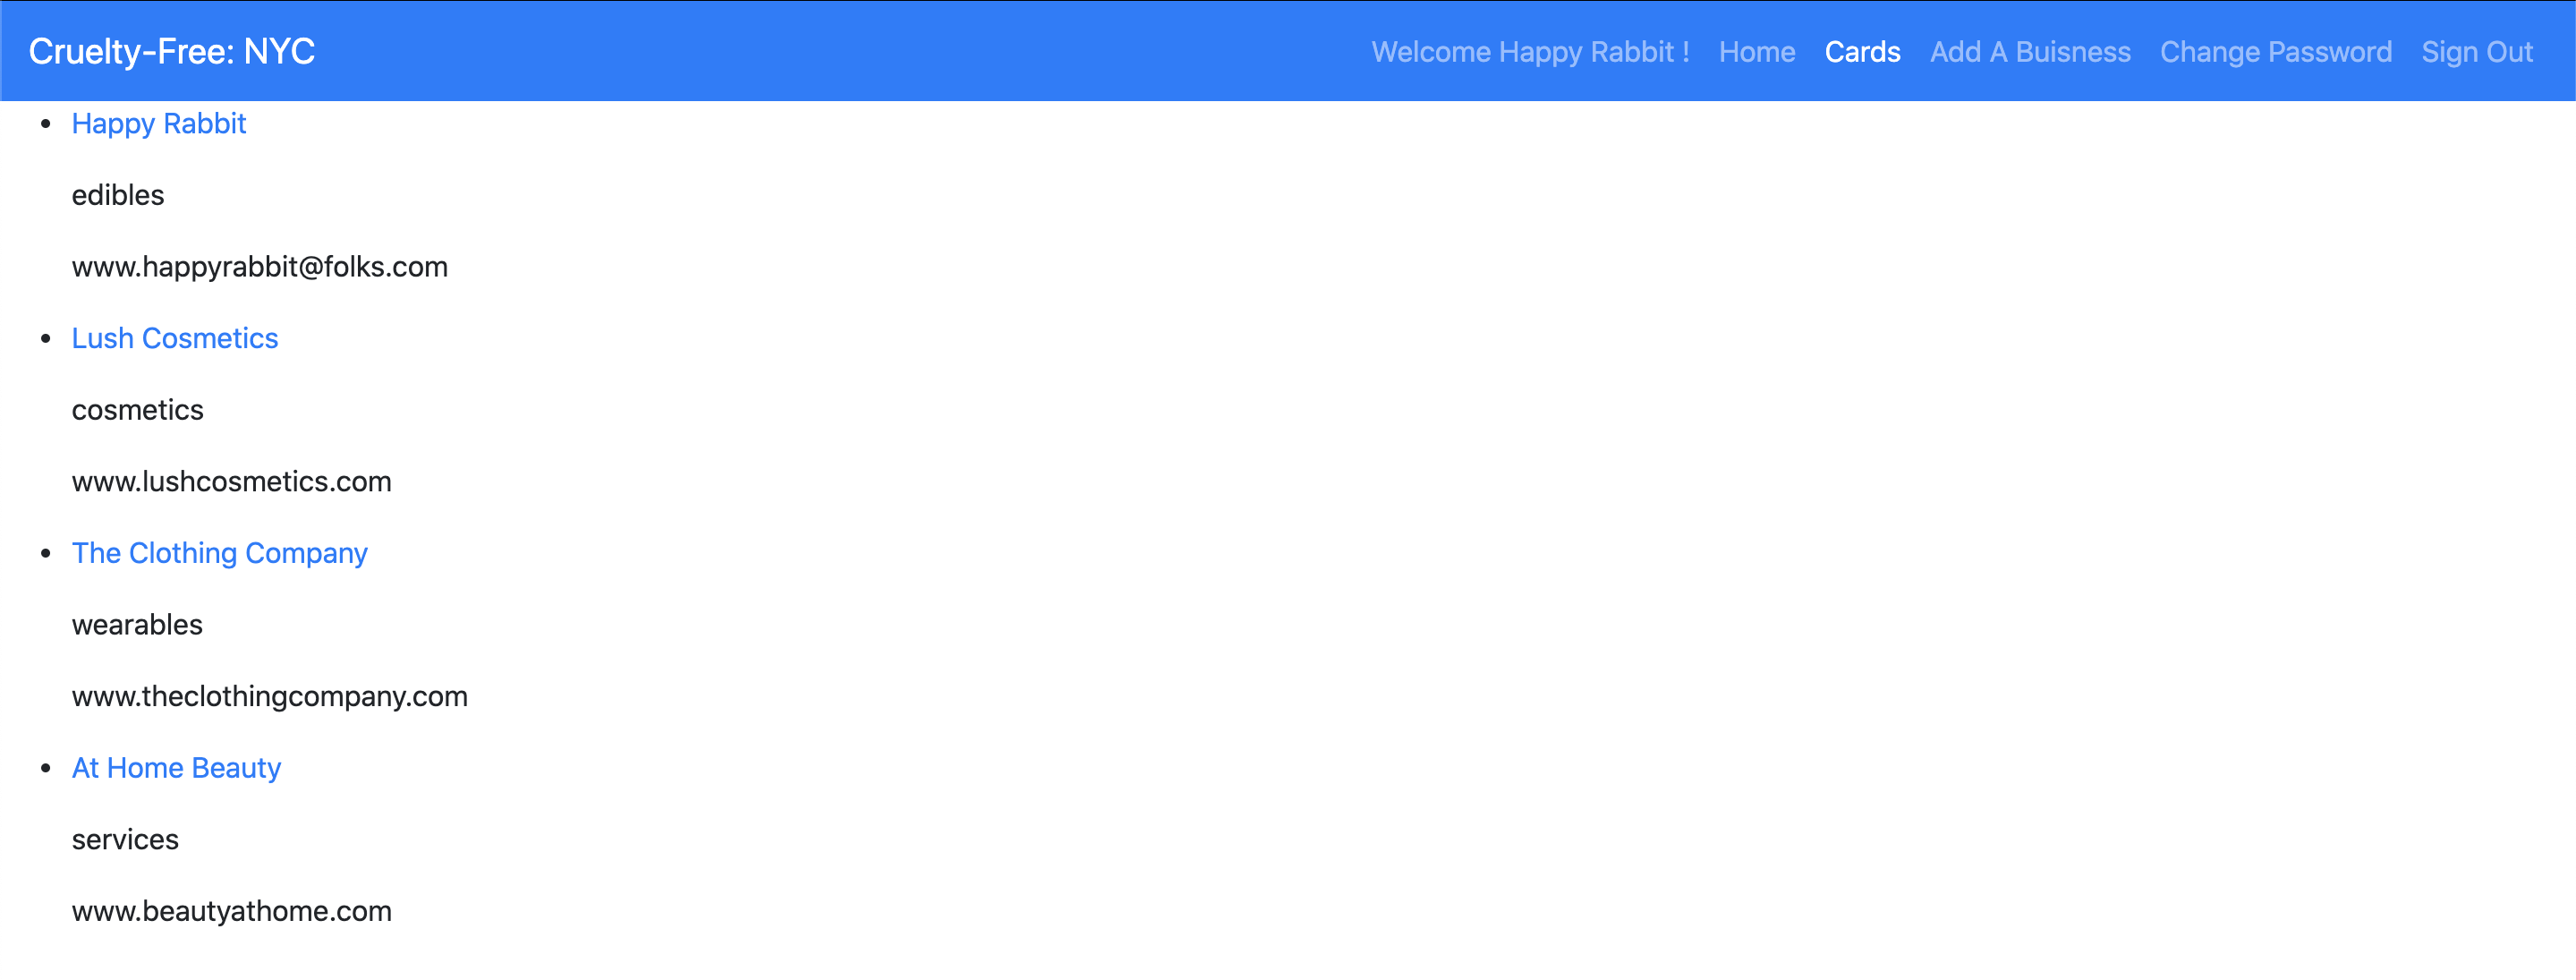 Cruelty-Free: NYC Welcome Happy Rabbit ! Home Cards Add A Buisness Change Password Sign Out
Happy Rabbit
edibles
www.happyrabbit@folks.com
Lush Cosmetics
cosmetics
www.lushcosmetics.com
The Clothing Company
wearables
www.theclothingcompany.com
At Home Beauty
services
www.beautyathome.com